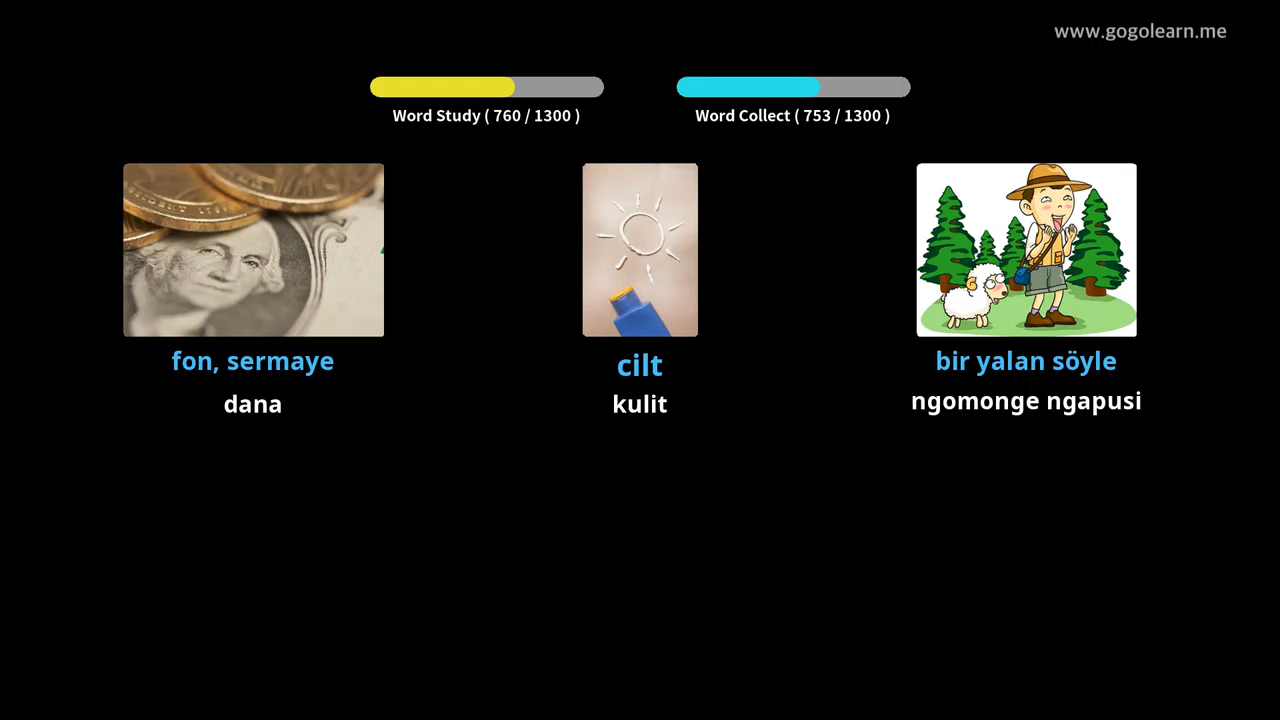 www.gogolearn.me
Word Study ( 760 / 1300 )
Word Collect ( 753 / 1300 )
fon, sermaye
cilt
bir yalan söyle
dana
kulit
ngomonge ngapusi